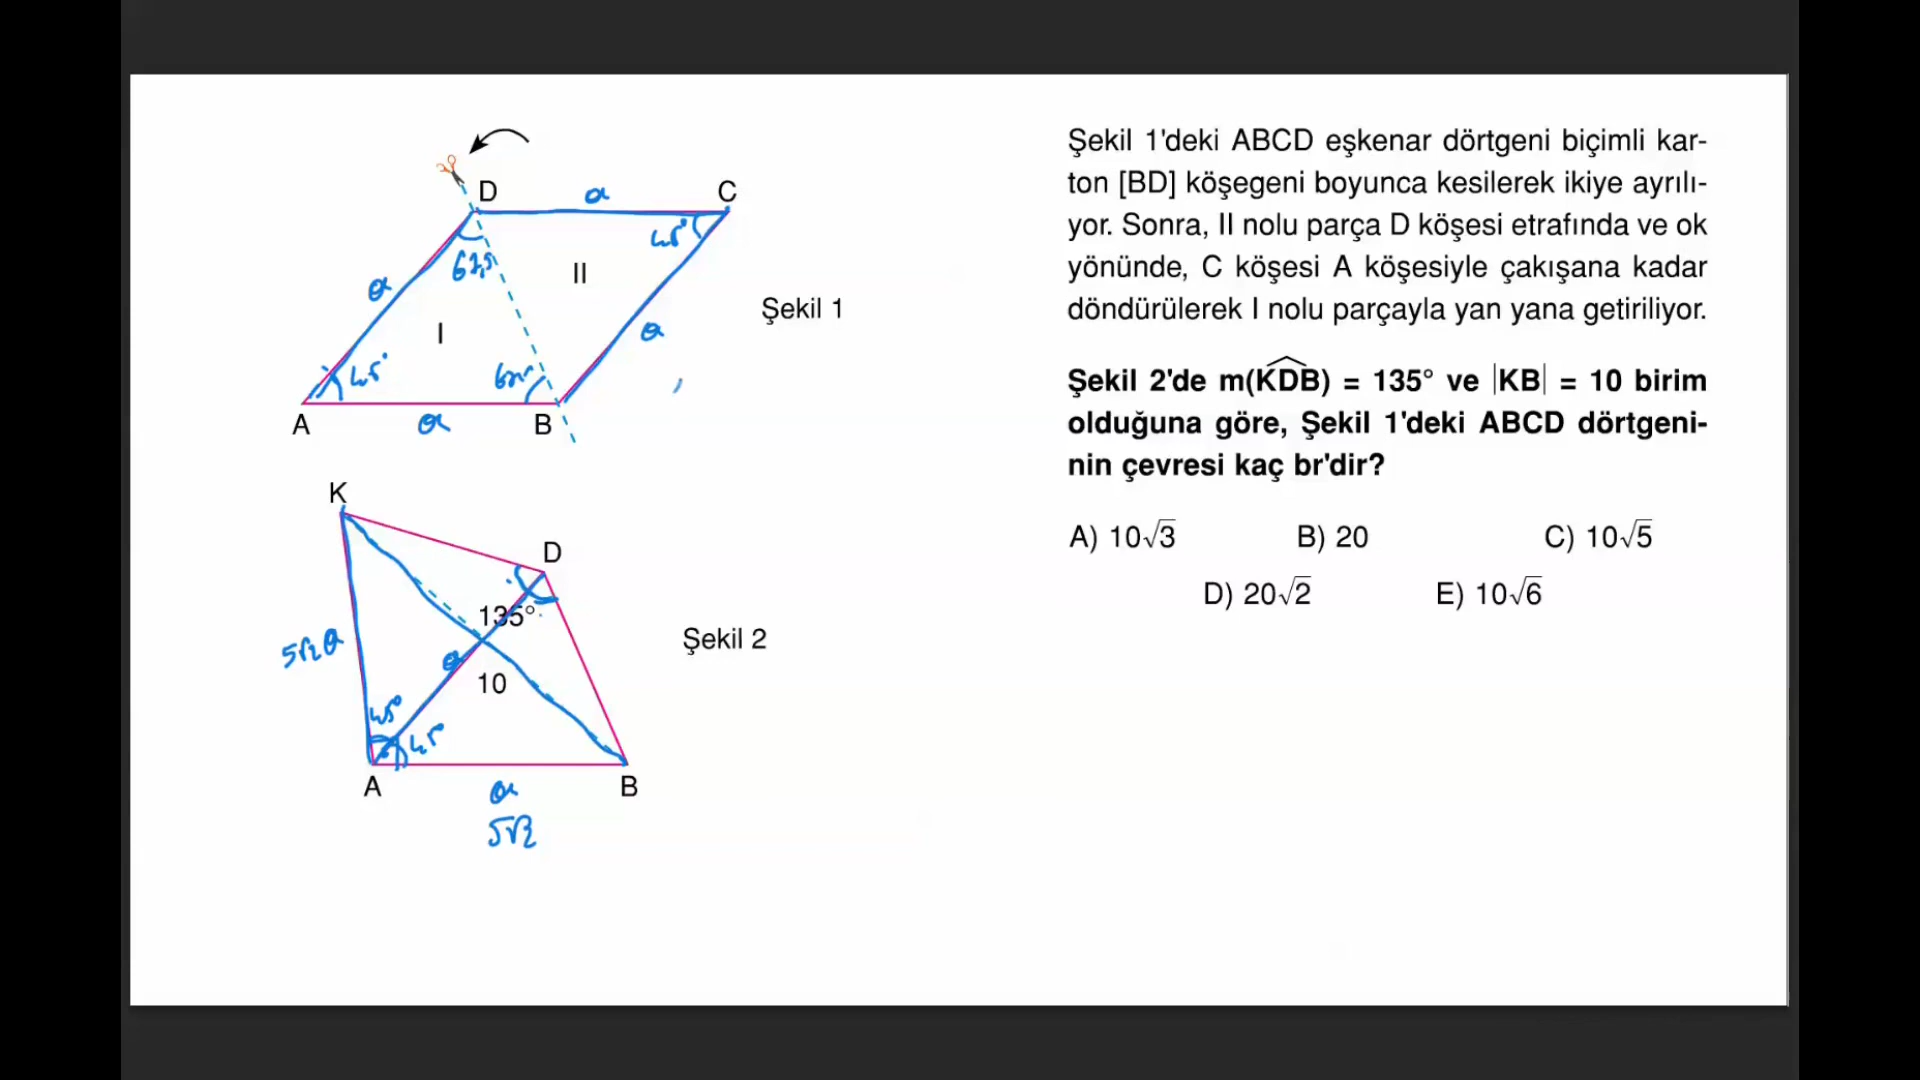 Şekil 1'deki ABCD eşkenar dörtgeni biçimli kar-
ton [BD] köşegeni boyunca kesilerek ikiye ayrılı-
yor. Sonra, II nolu parça D köşesi etrafında ve ok
yönünde, C köşesi A köşesiyle çakışana kadar
döndürülerek I nolu parçayla yan yana getiriliyor.
Şekil 2'de m(KDB) = 135° ve |KB| = 10 birim
olduğuna göre, Şekil 1'deki ABCD dörtgeni-
nin çevresi kaç br'dir?
A) 10√3 B) 20 C) 10√5
D) 20√2 E) 10√6
D a C
45°
67,5
II
a
Şekil 1
I
a
45°
A a B
K
D
135°
Şekil 2
5√2 a
a
10
45°
45°
A B
a
5√2